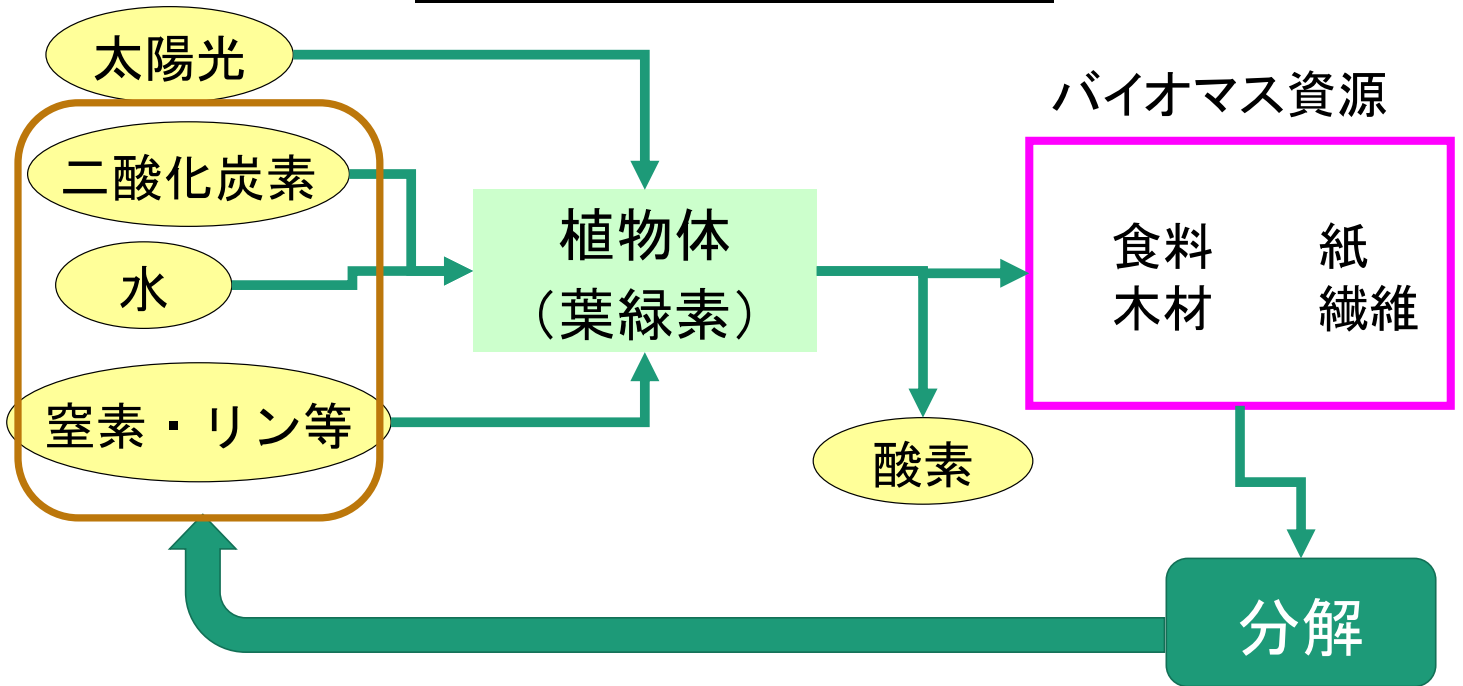 太陽光
二酸化炭素
水
窒素・リン等
植物体
（葉緑素）
酸素
バイオマス資源
食料 紙
木材 繊維
分解